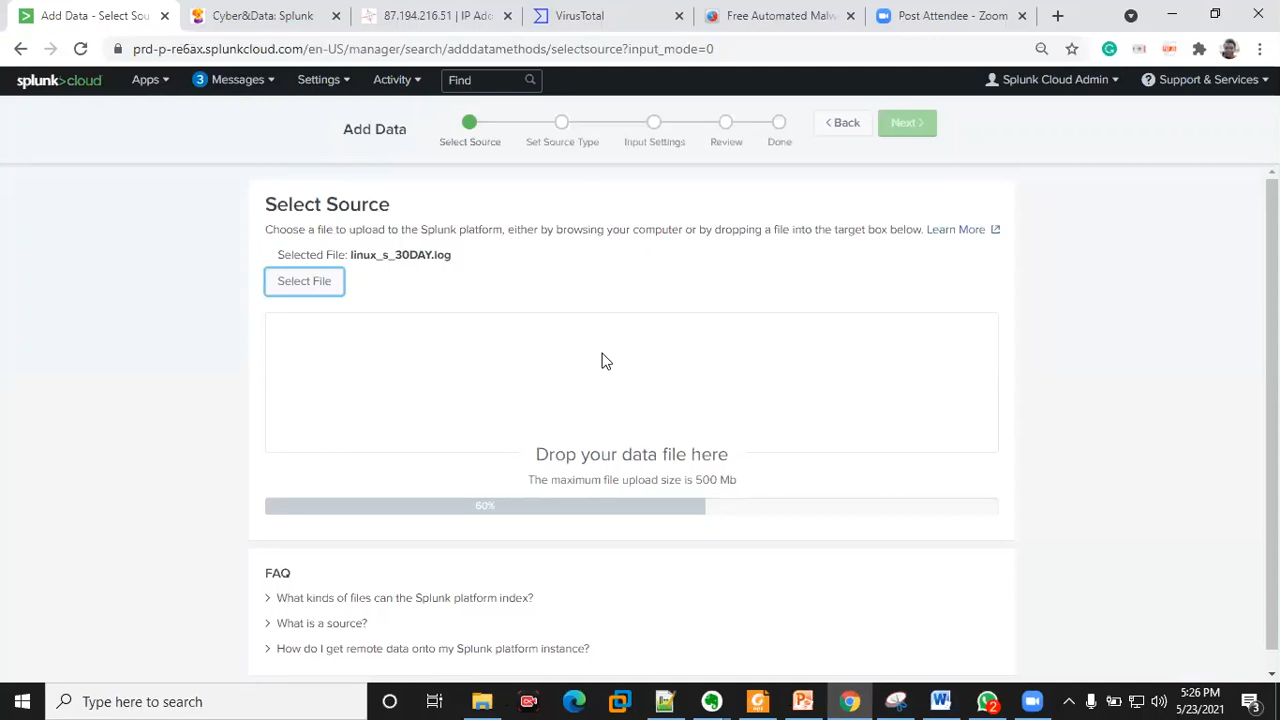 Add Data - Select Sou
Cyber&Data: Splunk
87.194.216.51 | IP Add
VirusTotal
Free Automated Malw
Post Attendee - Zoom
prd-p-re6ax.splunkcloud.com/en-US/manager/search/adddatamethods/selectsource?input_mode=0
splunk>cloud
Apps
3 Messages
Settings
Activity
Find
Splunk Cloud Admin
Support & Services
Add Data
Select Source
Set Source Type
Input Settings
Review
Done
< Back
Next >
Select Source
Choose a file to upload to the Splunk platform, either by browsing your computer or by dropping a file into the target box below. Learn More
Selected File: linux_s_30DAY.log
Select File
Drop your data file here
The maximum file upload size is 500 Mb
60%
FAQ
> What kinds of files can the Splunk platform index?
> What is a source?
> How do I get remote data onto my Splunk platform instance?
Type here to search
2
5:26 PM
5/23/2021
3